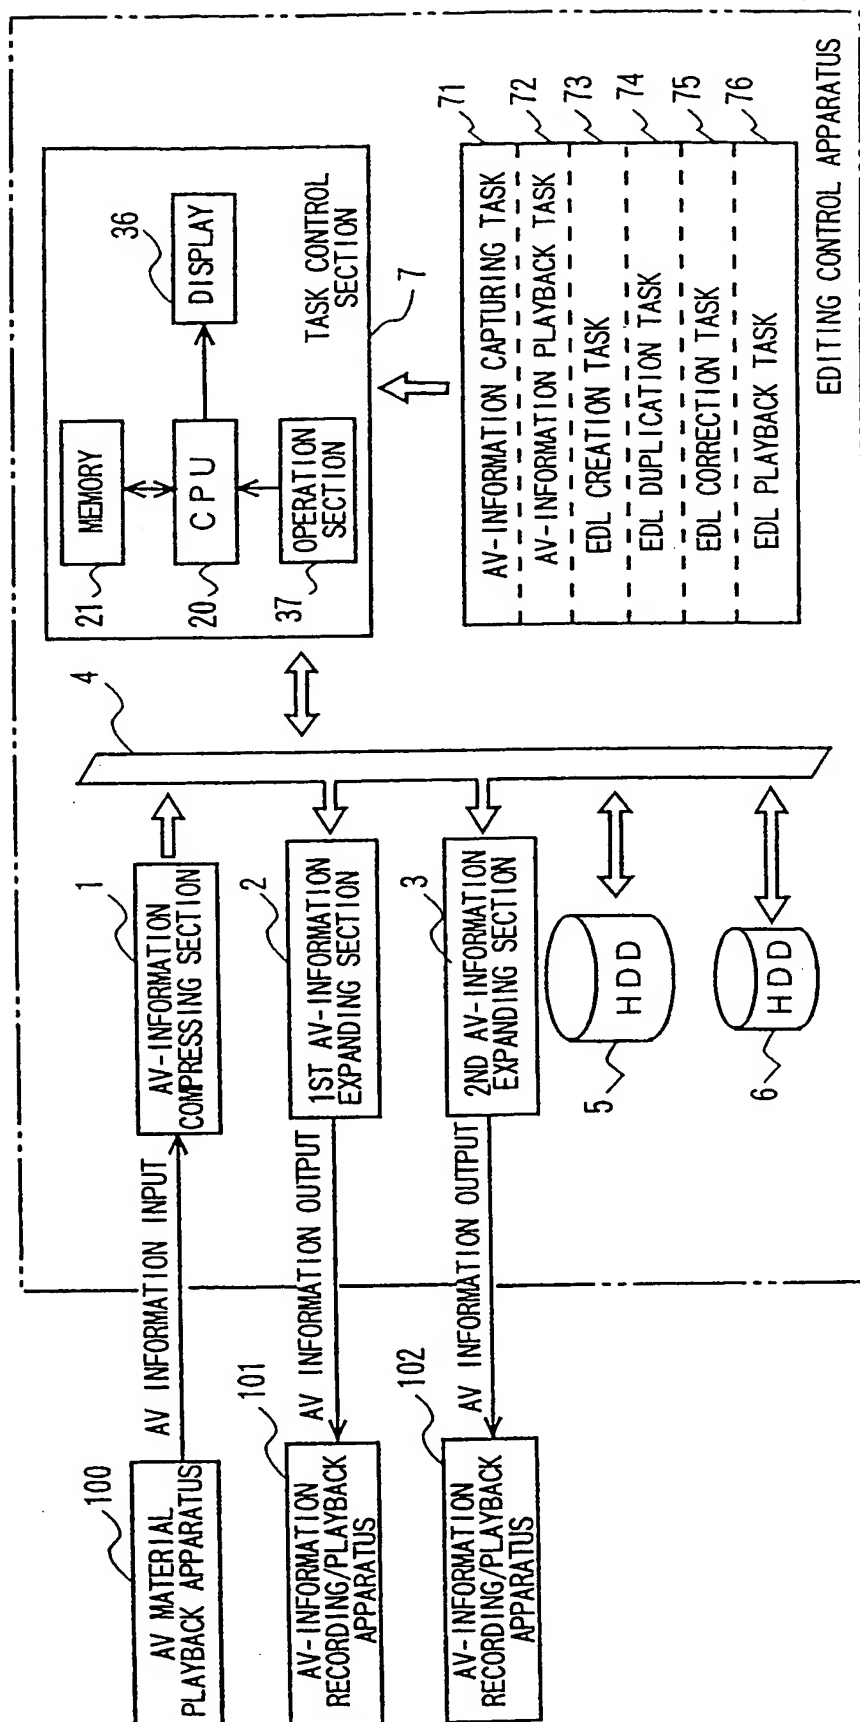 100
AV MATERIAL
PLAYBACK APPARATUS
AV INFORMATION INPUT
1
AV-INFORMATION
COMPRESSING SECTION
101
AV-INFORMATION
RECORDING/PLAYBACK
APPARATUS
AV INFORMATION OUTPUT
2
1ST AV-INFORMATION
EXPANDING SECTION
102
AV-INFORMATION
RECORDING/PLAYBACK
APPARATUS
AV INFORMATION OUTPUT
3
2ND AV-INFORMATION
EXPANDING SECTION
5
HDD
6
HDD
4
MEMORY
21
CPU
20
OPERATION
SECTION
37
36
DISPLAY
TASK CONTROL
SECTION
7
AV-INFORMATION CAPTURING TASK
71
AV-INFORMATION PLAYBACK TASK
72
EDL CREATION TASK
73
EDL DUPLICATION TASK
74
EDL CORRECTION TASK
75
EDL PLAYBACK TASK
76
EDITING CONTROL APPARATUS